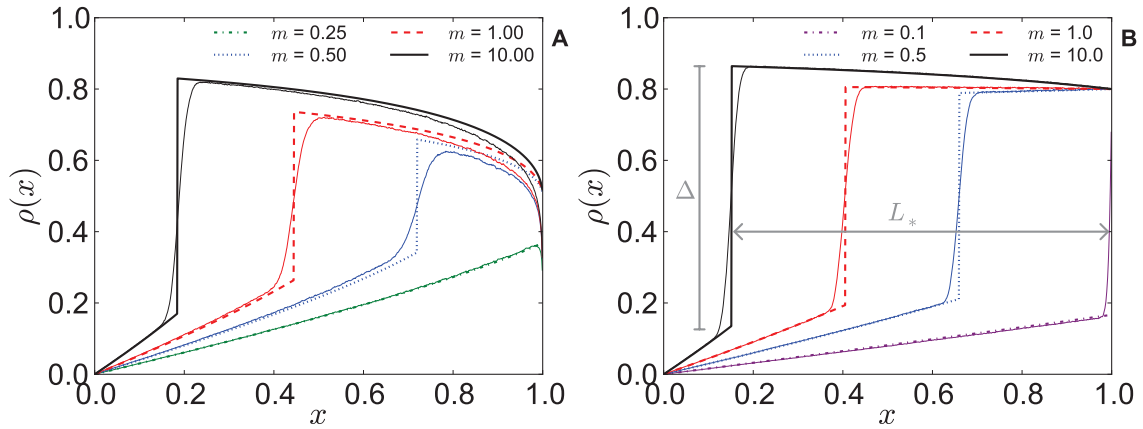 A
m = 0.25 m = 1.00
m = 0.50 m = 10.00
1.0
0.8
0.6
0.4
0.2
0.0
ρ(x)
0.0 0.2 0.4 0.6 0.8 1.0
x
B
m = 0.1 m = 1.0
m = 0.5 m = 10.0
1.0
0.8
0.6
0.4
0.2
0.0
ρ(x)
Δ
L*
0.0 0.2 0.4 0.6 0.8 1.0
x